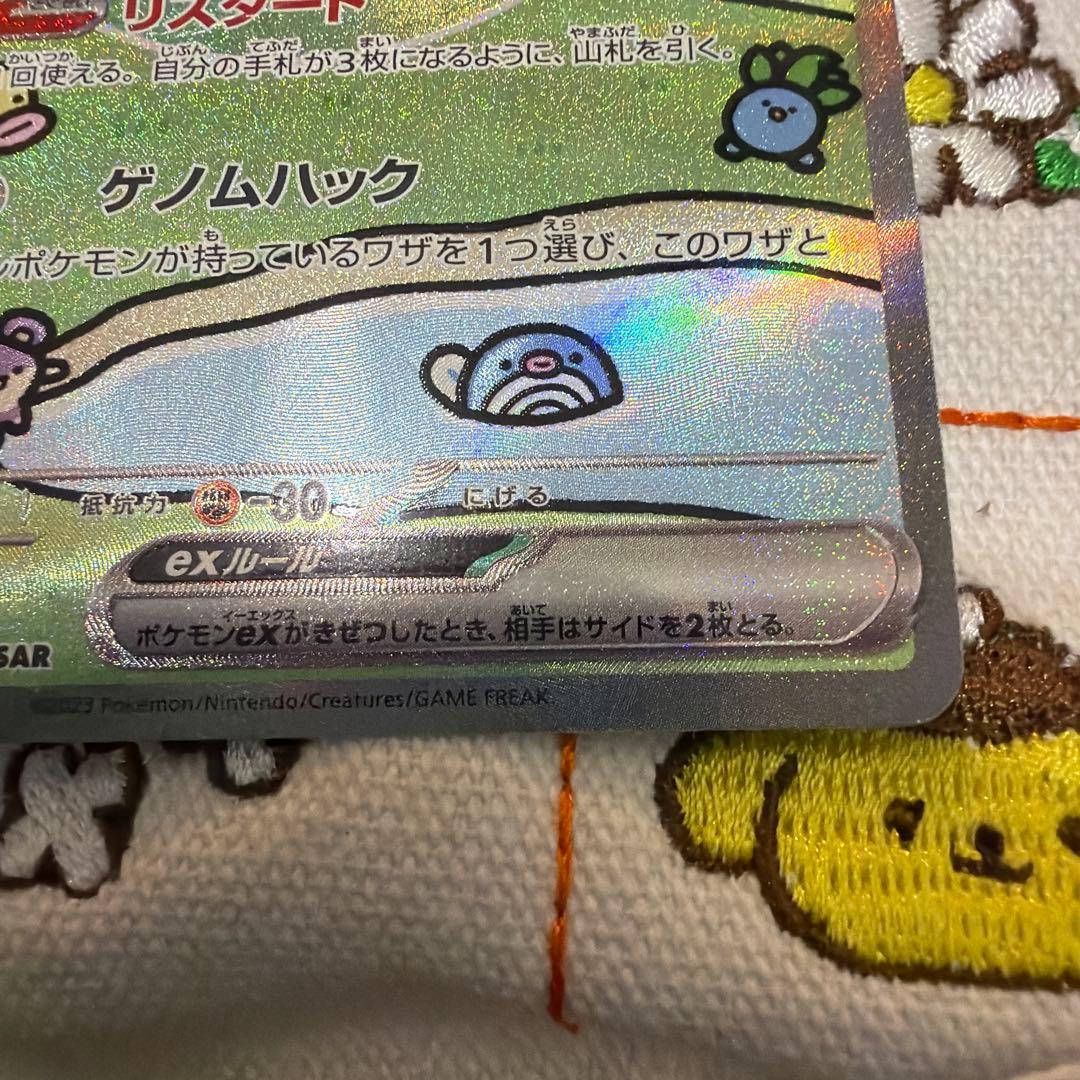 リスタート
回使える。自分の手札が3枚になるように、山札を引く。
ゲノムハック
ポケモンが持っているワザを1つ選び、このワザと
抵抗力 -30 にげる
exルール
ポケモンexがきぜつしたとき、相手はサイドを2枚とる。
SAR
2023 Pokémon/Nintendo/Creatures/GAME FREAK